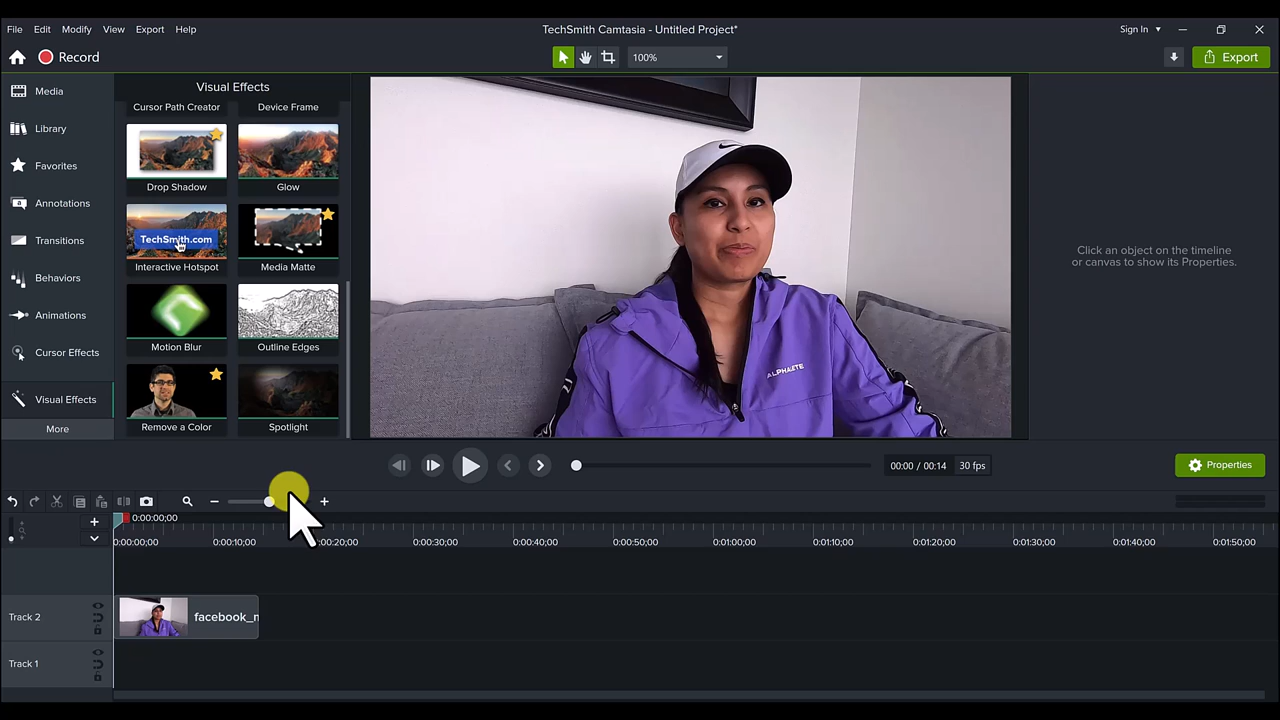 TechSmith Camtasia - Untitled Project*
File Edit Modify View Export Help
Sign In
Record
100%
Export
Media
Library
Favorites
Annotations
Transitions
Behaviors
Animations
Cursor Effects
Visual Effects
More
Visual Effects
Cursor Path Creator Device Frame
Drop Shadow Glow
TechSmith.com
Interactive Hotspot Media Matte
Motion Blur Outline Edges
Remove a Color Spotlight
ALPHALETE
Click an object on the timeline
or canvas to show its Properties.
00:00 / 00:14 30 fps
Properties
0:00:00;00
0:00:00;00 0:00:10;00 0:00:20;00 0:00:30;00 0:00:40;00 0:00:50;00 0:01:00;00 0:01:10;00 0:01:20;00 0:01:30;00 0:01:40;00 0:01:50;00
Track 2
facebook_m
Track 1